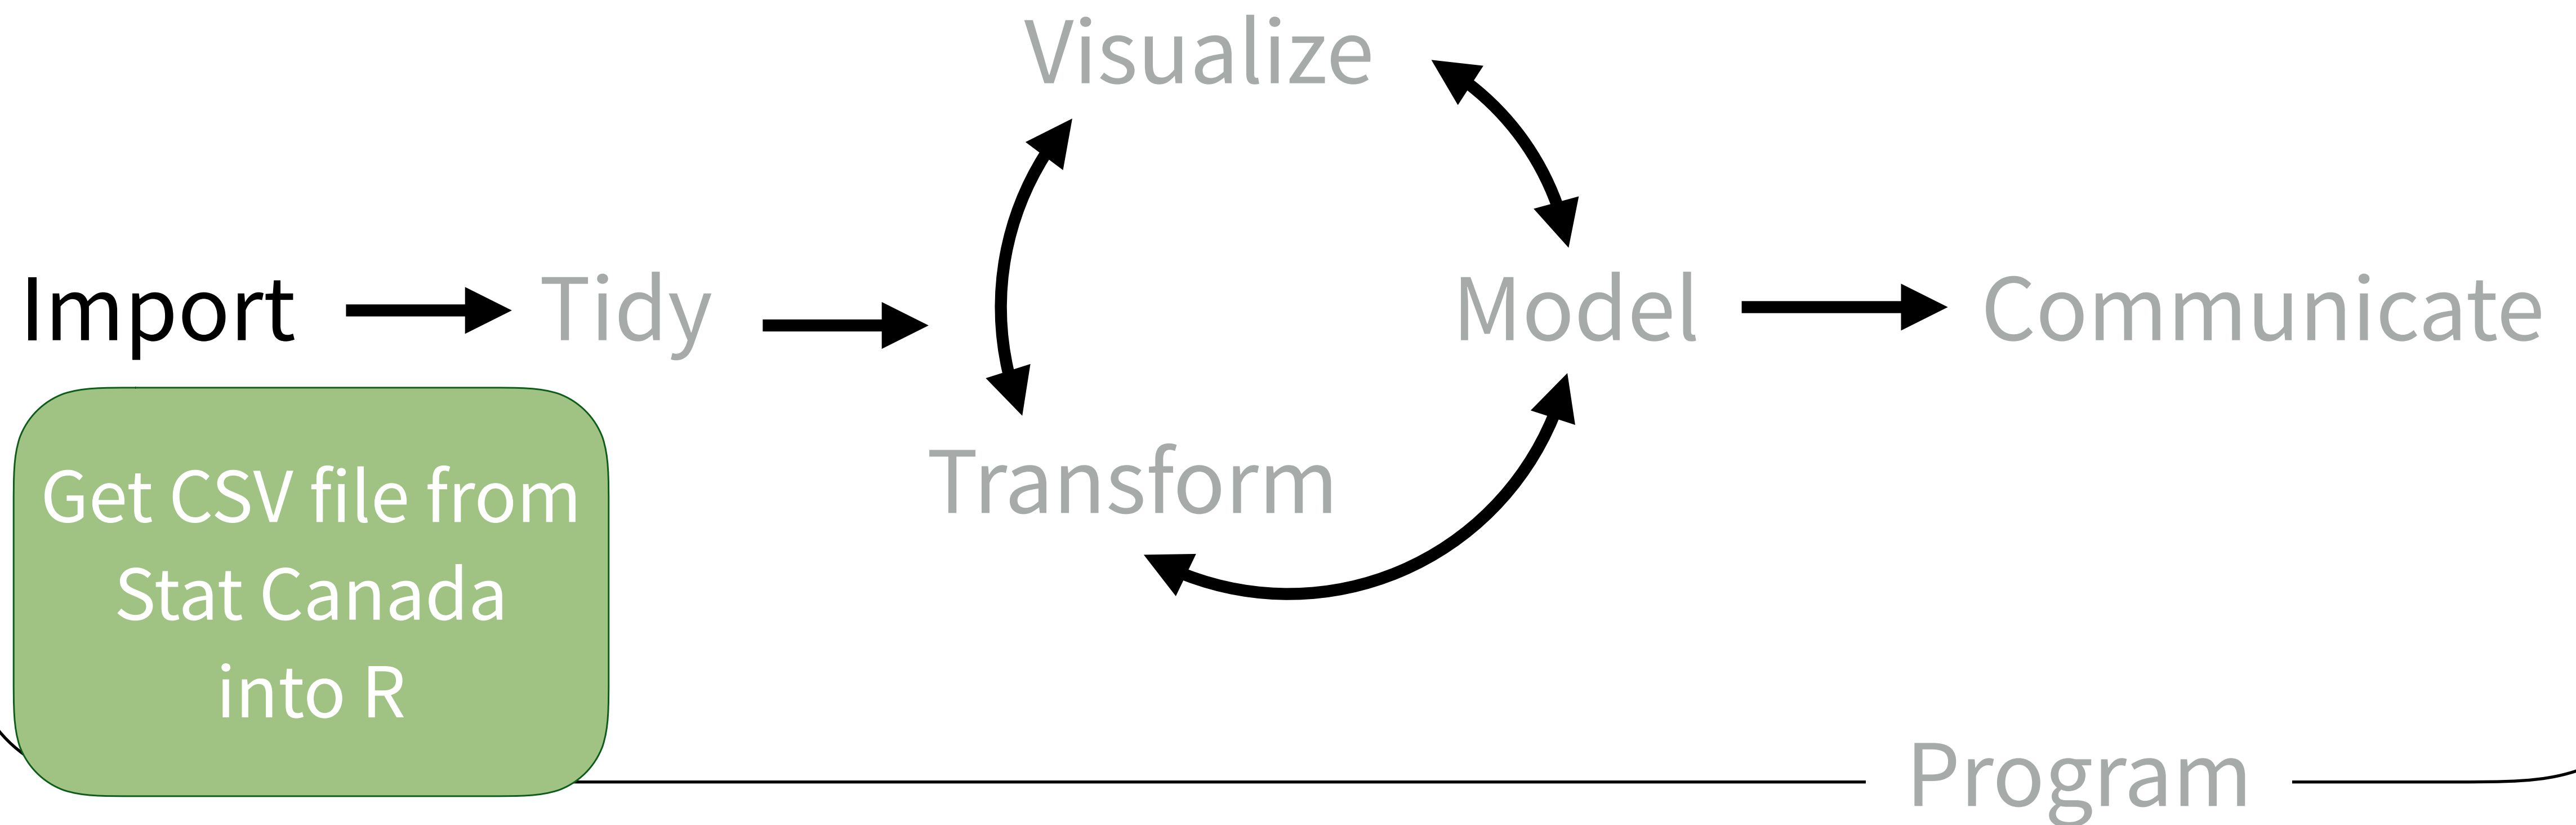 Visualize
Import
Tidy
Model
Communicate
Transform
Get CSV file from
Stat Canada
into R
Program